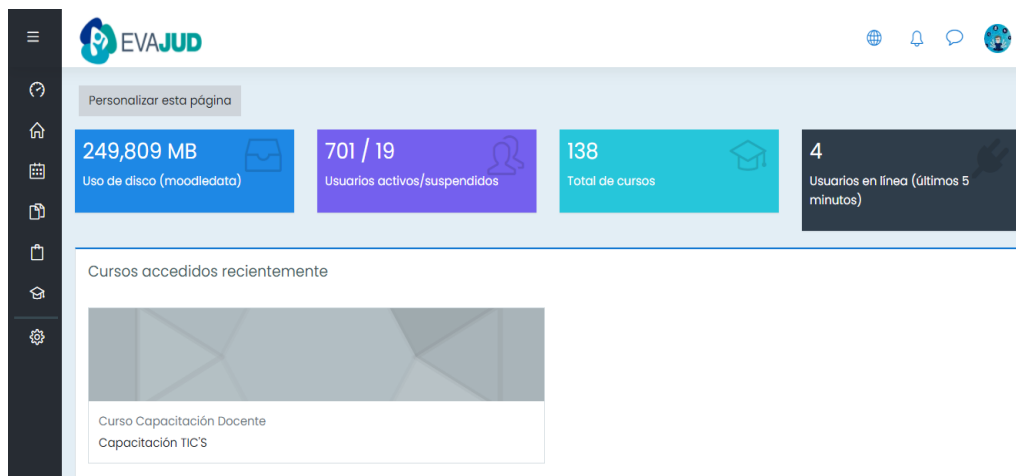 EVAJUD
Personalizar esta página
249,809 MB
Uso de disco (moodledata)
701 / 19
Usuarios activos/suspendidos
138
Total de cursos
4
Usuarios en línea (últimos 5
minutos)
Cursos accedidos recientemente
Curso Capacitación Docente
Capacitación TIC'S